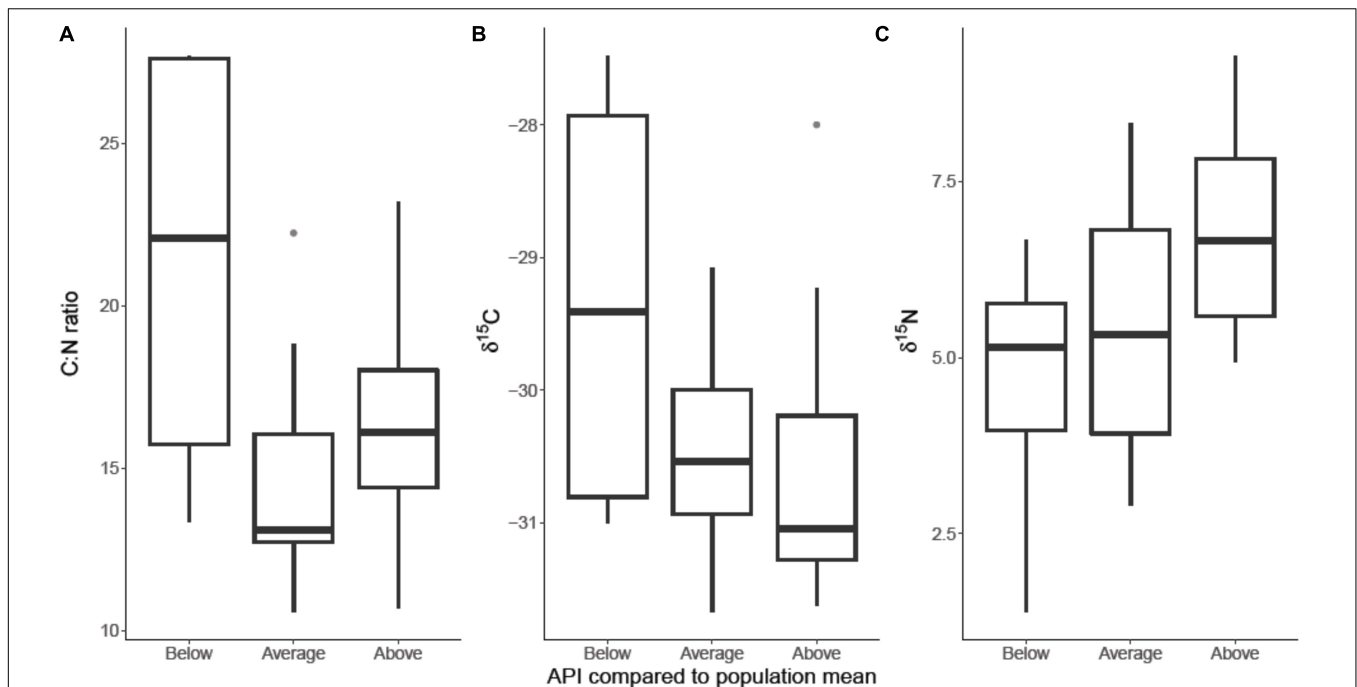 A
B
C
C:N ratio
25
20
15
10
δ¹⁵C
−28
−29
−30
−31
δ¹⁵N
7.5
5.0
2.5
Below Average Above
Below Average Above
Below Average Above
API compared to population mean